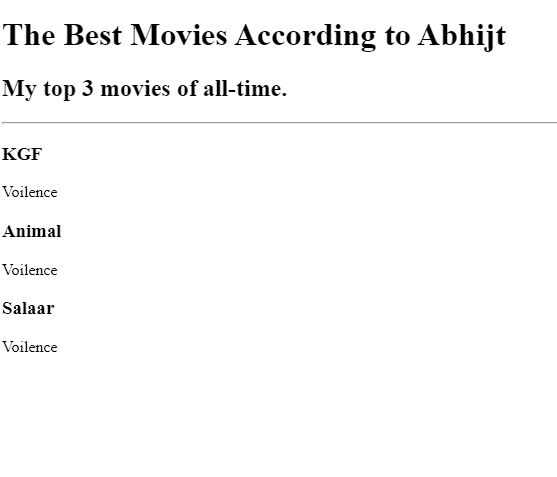 The Best Movies According to Abhijt
My top 3 movies of all-time.
KGF
Voilence
Animal
Voilence
Salaar
Voilence